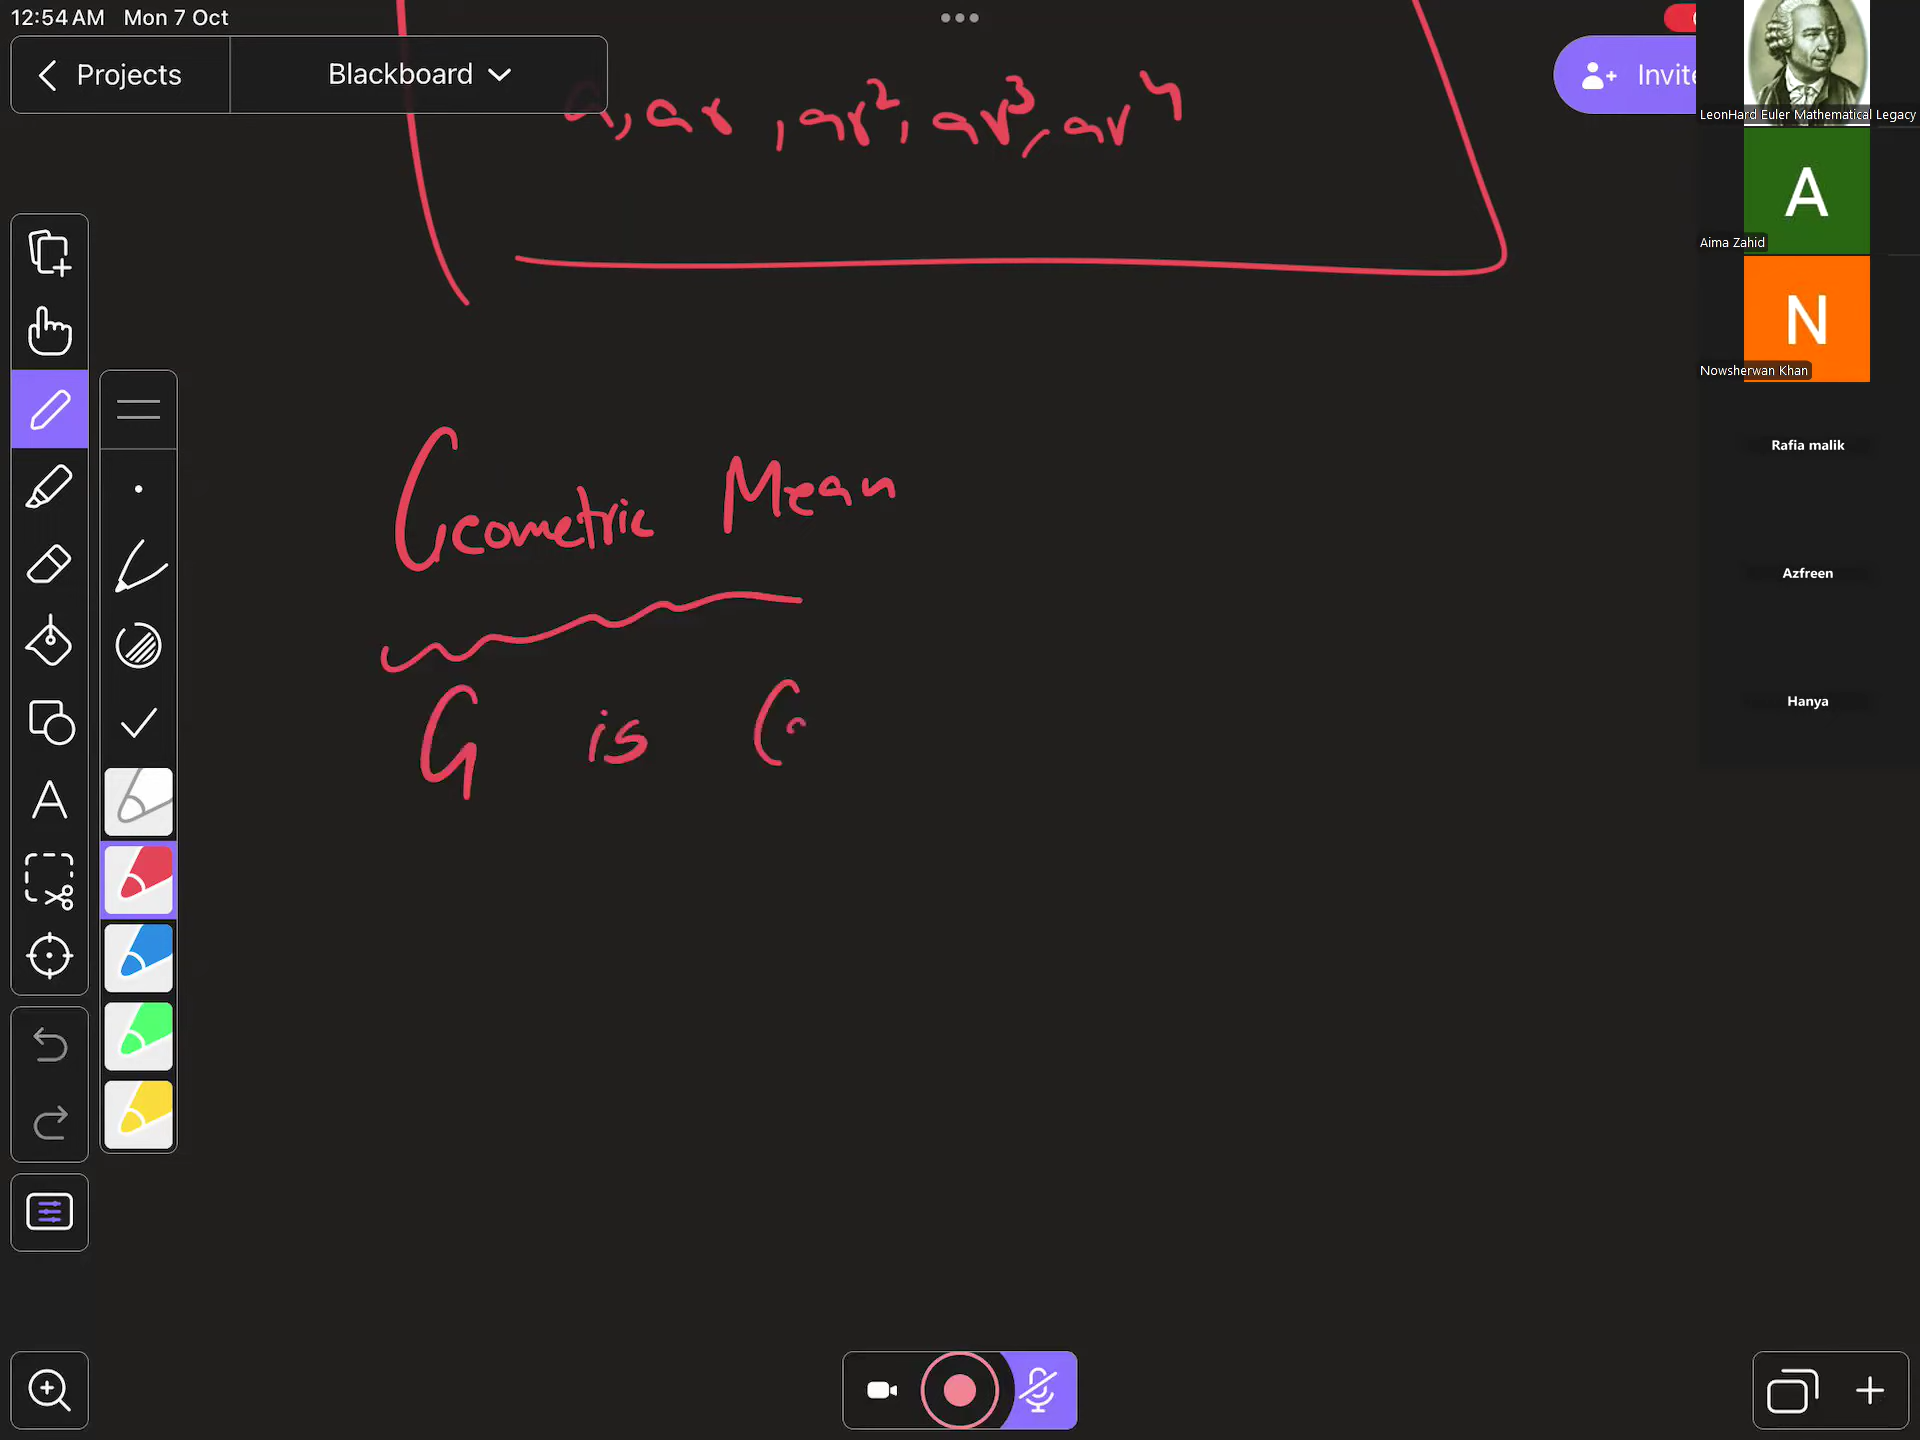 12:54 AM Mon 7 Oct
Projects
Blackboard
Invite
LeonHard Euler Mathematical Legacy
a, ar, ar², ar³, ar⁴
A
Aima Zahid
N
Nowsherwan Khan
Rafia malik
Azfreen
Hanya
Geometric Mean
G is G
A